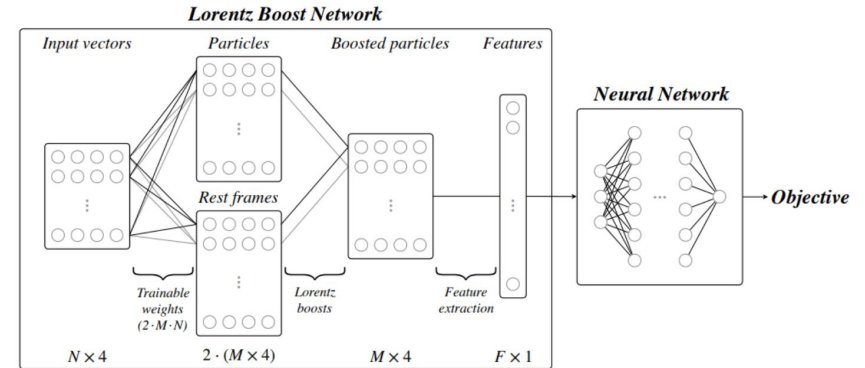 Lorentz Boost Network
Input vectors
Particles
Boosted particles
Features
Rest frames
Trainable
weights
(2·M·N)
Lorentz
boosts
Feature
extraction
N × 4
2 · (M × 4)
M × 4
F × 1
Neural Network
Objective